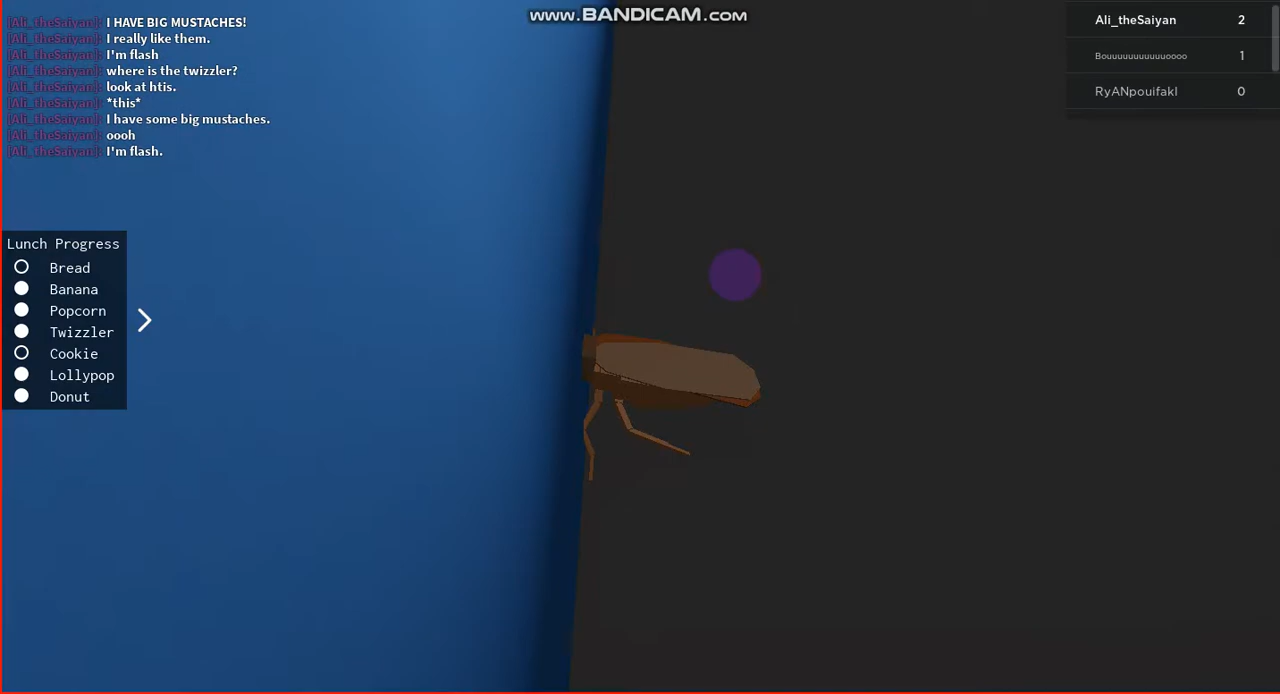 www.BANDICAM.com
[Ali_theSaiyan]: I HAVE BIG MUSTACHES!
[Ali_theSaiyan]: I really like them.
[Ali_theSaiyan]: I'm flash
[Ali_theSaiyan]: where is the twizzler?
[Ali_theSaiyan]: look at htis.
[Ali_theSaiyan]: *this*
[Ali_theSaiyan]: I have some big mustaches.
[Ali_theSaiyan]: oooh
[Ali_theSaiyan]: I'm flash.
Ali_theSaiyan 2
Bouuuuuuuuuuuoooo 1
RyANpouifakl 0
Lunch Progress
Bread
Banana
Popcorn
Twizzler
Cookie
Lollypop
Donut